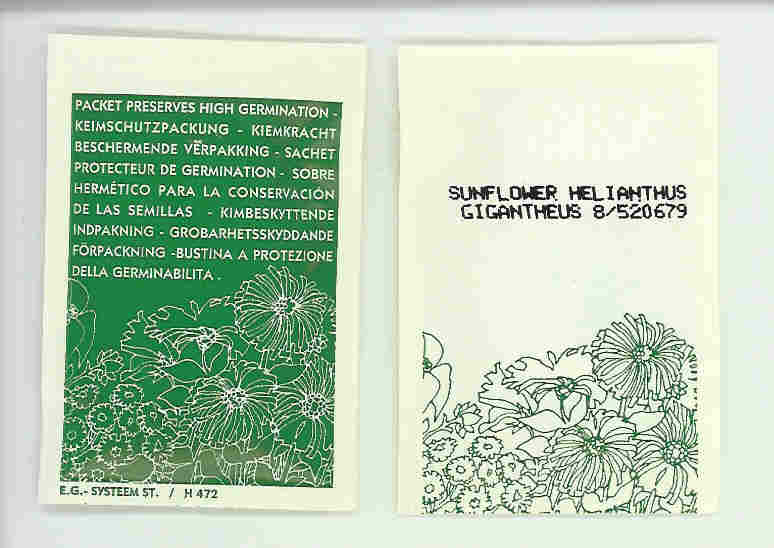 PACKET PRESERVES HIGH GERMINATION -
KEIMSCHUTZPACKUNG - KIEMKRACHT
BESCHERMENDE VERPAKKING - SACHET
PROTECTEUR DE GERMINATION - SOBRE
HERMÉTICO PARA LA CONSERVACIÓN
DE LAS SEMILLAS - KIMBESKYTTENDE
INDPAKNING - GROBARHETSSKYDDANDE
FÖRPACKNING -BUSTINA A PROTEZIONE
DELLA GERMINABILITA .
E.G.- SYSTEEM ST. / H 472
SUNFLOWER HELIANTHUS
GIGANTHEUS 8/520679